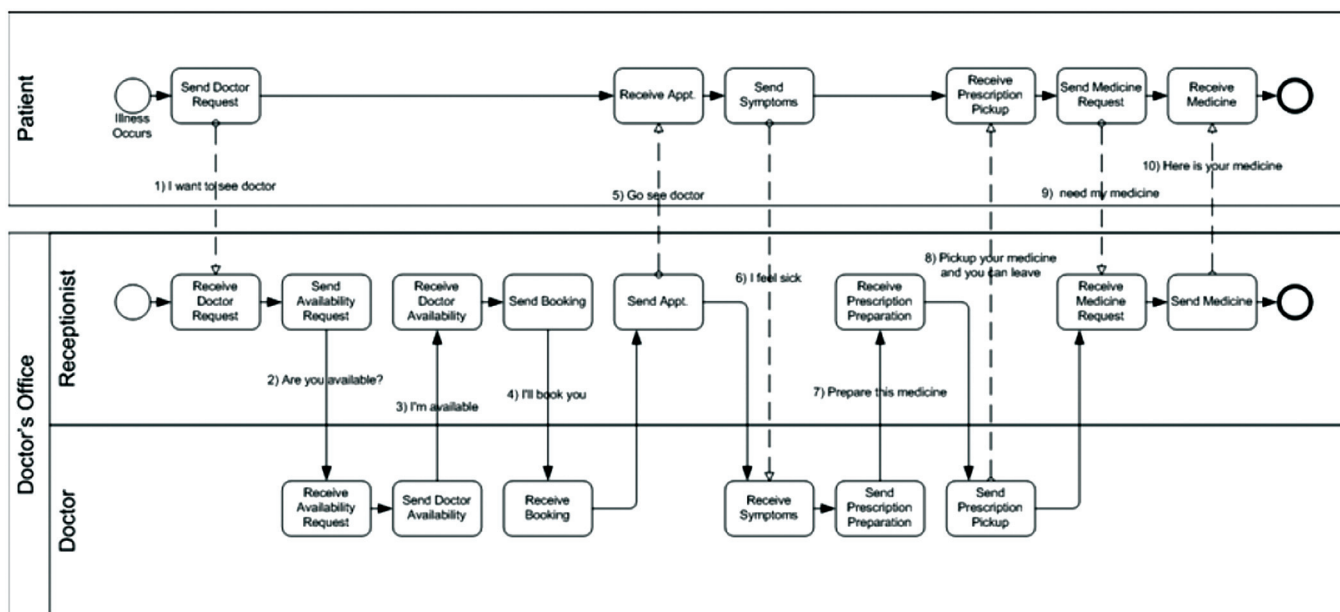 Patient
Illness
Occurs
Send Doctor
Request
Receive Appt.
Send
Symptoms
Receive
Prescription
Pickup
Send Medicine
Request
Receive
Medicine
1) I want to see doctor
5) Go see doctor
9) need my medicine
10) Here is your medicine
Doctor's Office
Receptionist
Receive
Doctor
Request
Send
Availability
Request
Receive
Doctor
Availability
Send Booking
Send Appt.
6) I feel sick
Receive
Prescription
Preparation
8) Pickup your medicine
and you can leave
Receive
Medicine
Request
Send Medicine
2) Are you available?
3) I'm available
4) I'll book you
7) Prepare this medicine
Doctor
Receive
Availability
Request
Send Doctor
Availability
Receive
Booking
Receive
Symptoms
Send
Prescription
Preparation
Send
Prescription
Pickup